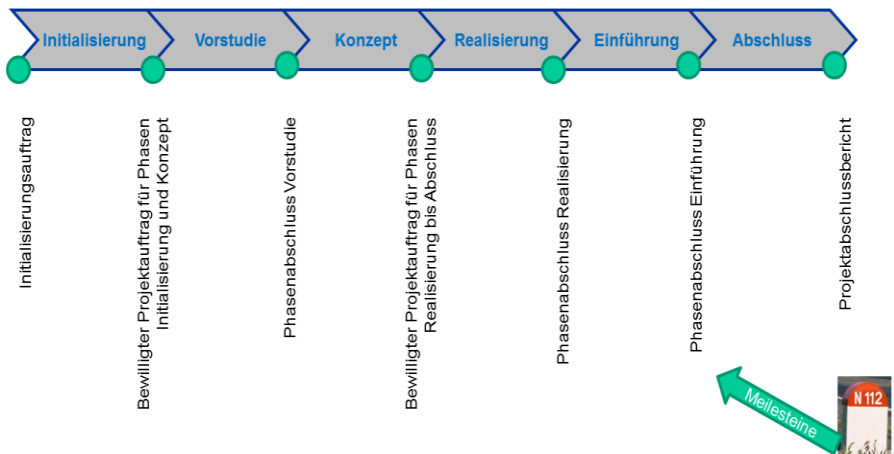 Initialisierung
Vorstudie
Konzept
Realisierung
Einführung
Abschluss
Initialisierungsauftrag
Bewilligter Projektauftrag für Phasen
Initialisierung und Konzept
Phasenabschluss Vorstudie
Bewilligter Projektauftrag für Phasen
Realisierung bis Abschluss
Phasenabschluss Realisierung
Phasenabschluss Einführung
Projektabschlussbericht
Meilesteine
N 112